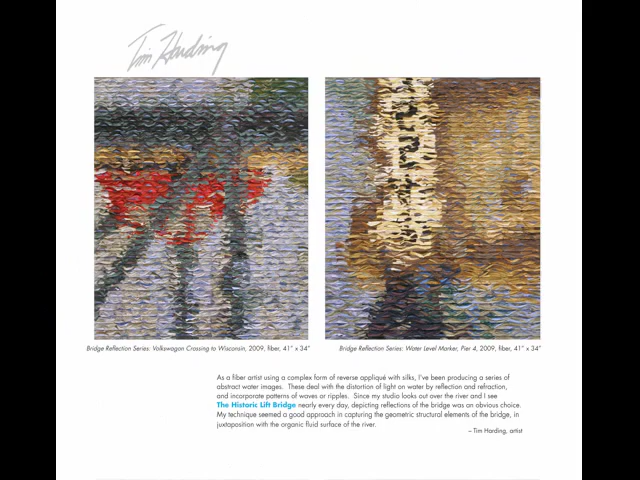 Tim Harding
Bridge Reflection Series: Volkswagon Crossing to Wisconsin, 2009, fiber, 41" x 34"
Bridge Reflection Series: Water Level Marker, Pier 4, 2009, fiber, 41" x 34"
As a fiber artist using a complex form of reverse appliqué with silks, I've been producing a series of
abstract water images. These deal with the distortion of light on water by reflection and refraction,
and incorporate patterns of waves or ripples. Since my studio looks out over the river and I see
The Historic Lift Bridge nearly every day, depicting reflections of the bridge was an obvious choice.
My technique seemed a good approach in capturing the geometric structural elements of the bridge, in
juxtaposition with the organic fluid surface of the river.
– Tim Harding, artist